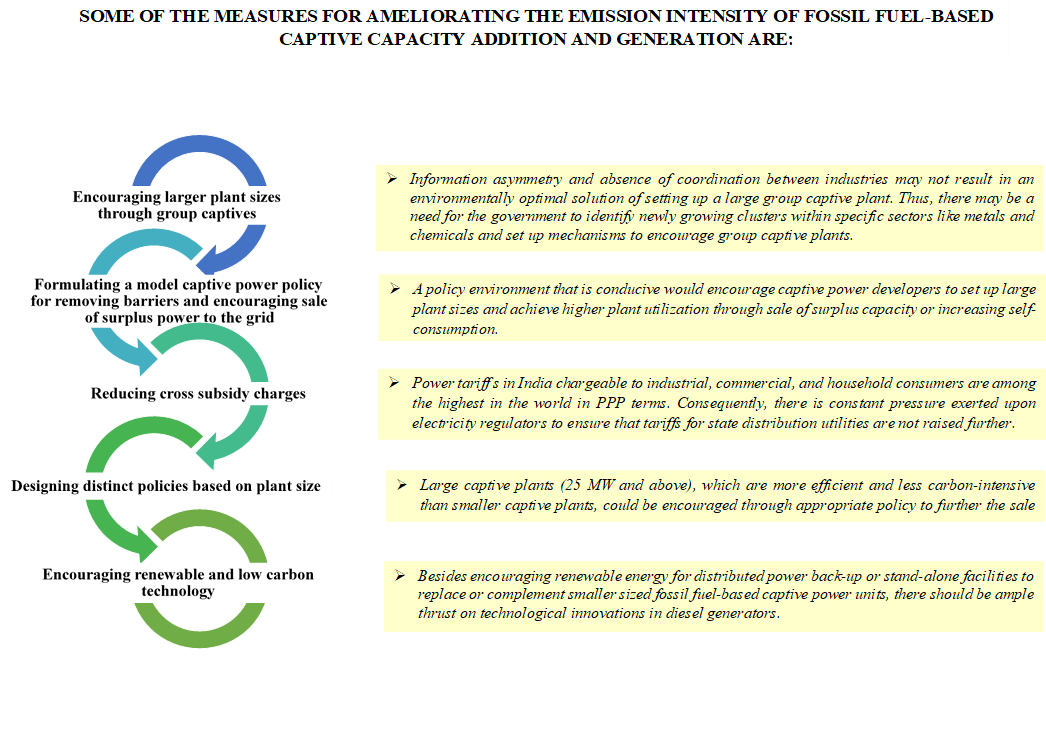 SOME OF THE MEASURES FOR AMELIORATING THE EMISSION INTENSITY OF FOSSIL FUEL-BASED
CAPTIVE CAPACITY ADDITION AND GENERATION ARE:
Encouraging larger plant sizes
through group captives
➢ Information asymmetry and absence of coordination between industries may not result in an
environmentally optimal solution of setting up a large group captive plant. Thus, there may be a
need for the government to identify newly growing clusters within specific sectors like metals and
chemicals and set up mechanisms to encourage group captive plants.
Formulating a model captive power policy
for removing barriers and encouraging sale
of surplus power to the grid
➢ A policy environment that is conducive would encourage captive power developers to set up large
plant sizes and achieve higher plant utilization through sale of surplus capacity or increasing self-
consumption.
Reducing cross subsidy charges
➢ Power tariffs in India chargeable to industrial, commercial, and household consumers are among
the highest in the world in PPP terms. Consequently, there is constant pressure exerted upon
electricity regulators to ensure that tariffs for state distribution utilities are not raised further.
Designing distinct policies based on plant size
➢ Large captive plants (25 MW and above), which are more efficient and less carbon-intensive
than smaller captive plants, could be encouraged through appropriate policy to further the sale
Encouraging renewable and low carbon
technology
➢ Besides encouraging renewable energy for distributed power back-up or stand-alone facilities to
replace or complement smaller sized fossil fuel-based captive power units, there should be ample
thrust on technological innovations in diesel generators.